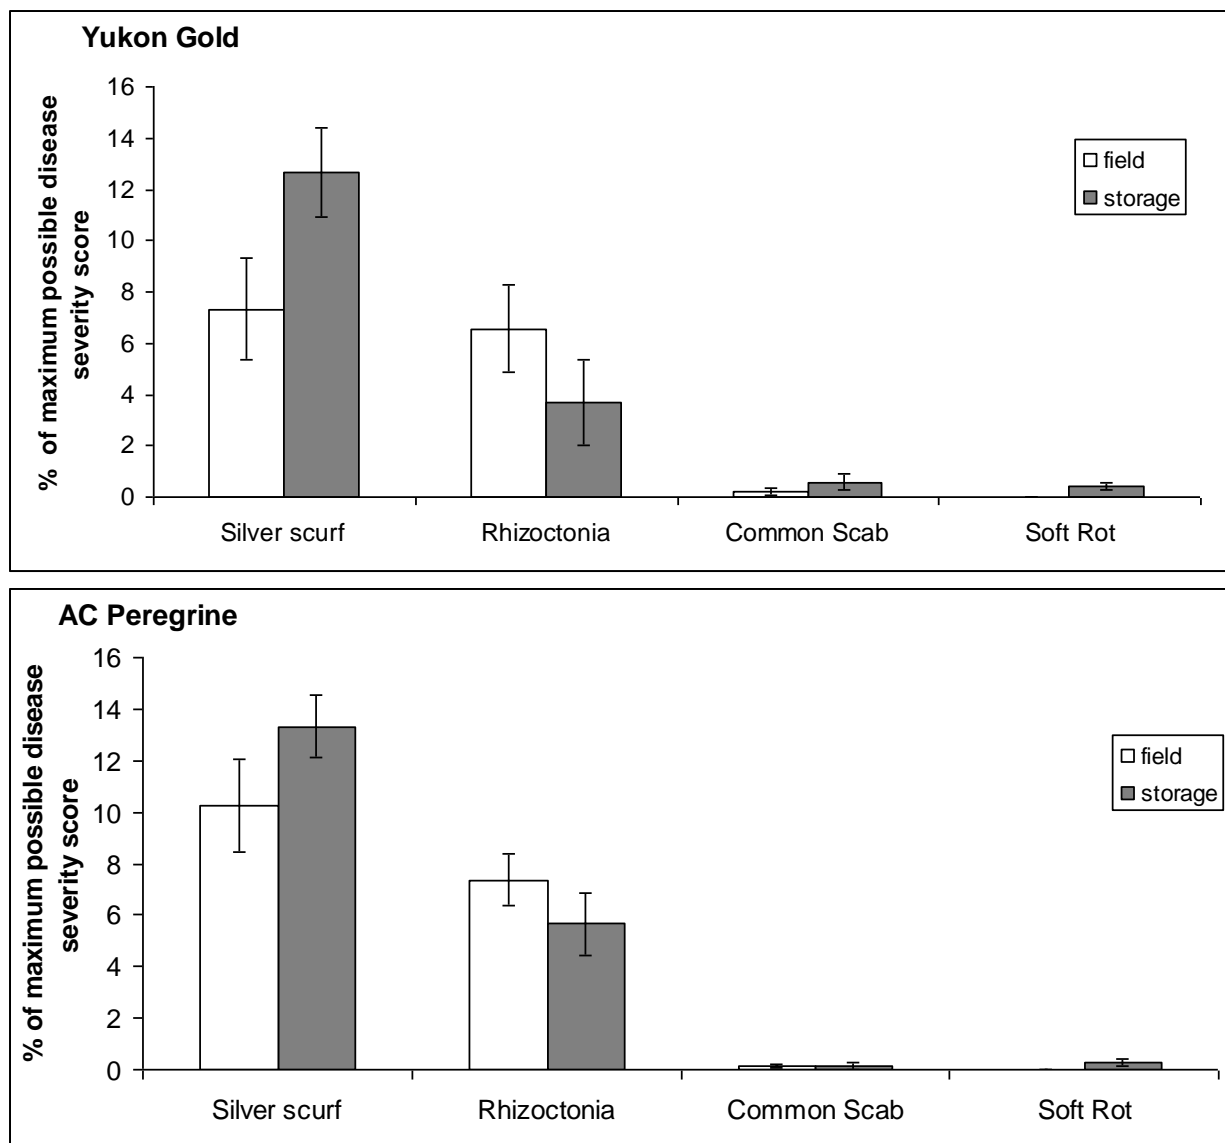 Yukon Gold
% of maximum possible disease
severity score
16
14
12
10
8
6
4
2
0
field
storage
Silver scurf
Rhizoctonia
Common Scab
Soft Rot
AC Peregrine
% of maximum possible disease
severity score
16
14
12
10
8
6
4
2
0
field
storage
Silver scurf
Rhizoctonia
Common Scab
Soft Rot